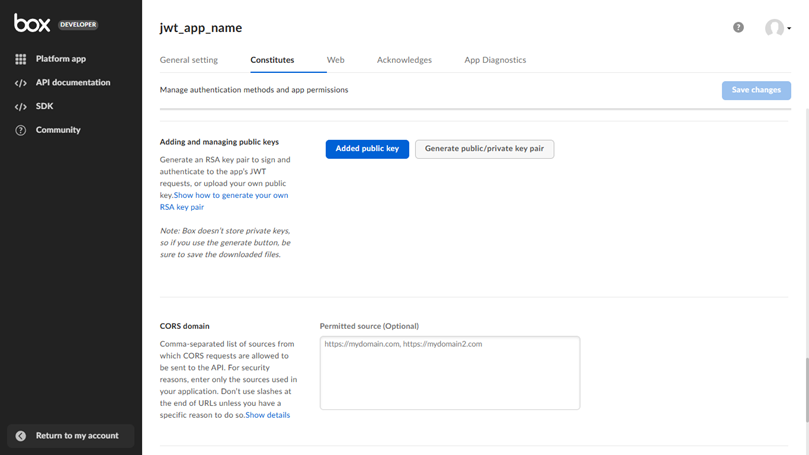 box DEVELOPER
Platform app
API documentation
SDK
Community
Return to my account
jwt_app_name
General setting
Constitutes
Web
Acknowledges
App Diagnostics
Manage authentication methods and app permissions
Save changes
Adding and managing public keys
Generate an RSA key pair to sign and
authenticate to the app's JWT
requests, or upload your own public
key.Show how to generate your own
RSA key pair
Note: Box doesn't store private keys,
so if you use the generate button, be
sure to save the downloaded files.
Added public key
Generate public/private key pair
CORS domain
Comma-separated list of sources from
which CORS requests are allowed to
be sent to the API. For security
reasons, enter only the sources used in
your application. Don't use slashes at
the end of URLs unless you have a
specific reason to do so.Show details
Permitted source (Optional)
https://mydomain.com, https://mydomain2.com